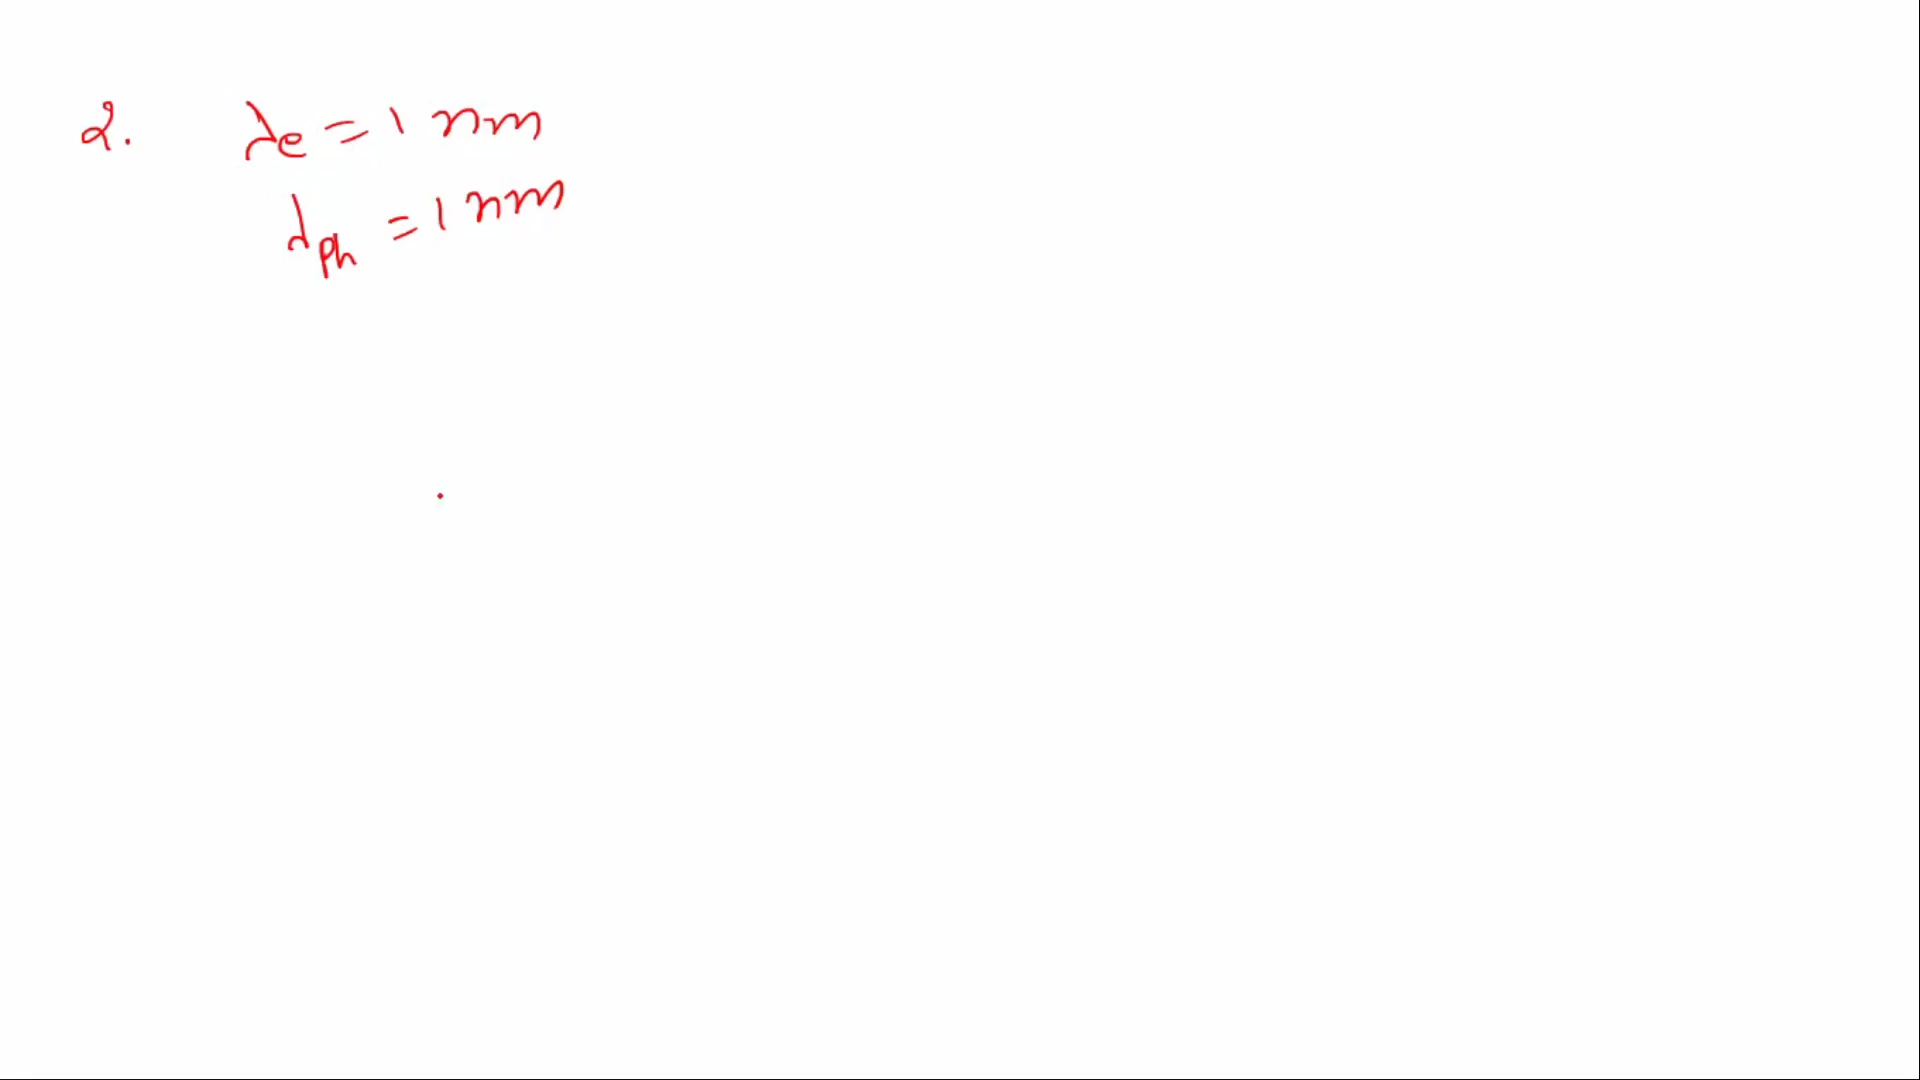 2. λe = 1 nm
λph = 1 nm